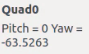 Quad0
Pitch = 0 Yaw =
-63.5263